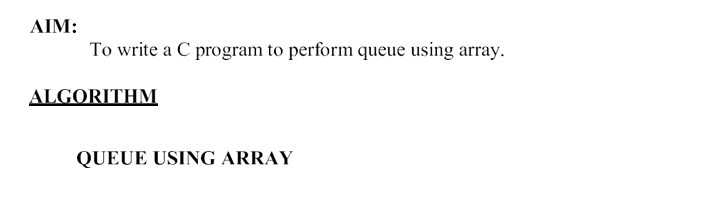 AIM:
To write a C program to perform queue using array.
ALGORITHM
QUEUE USING ARRAY